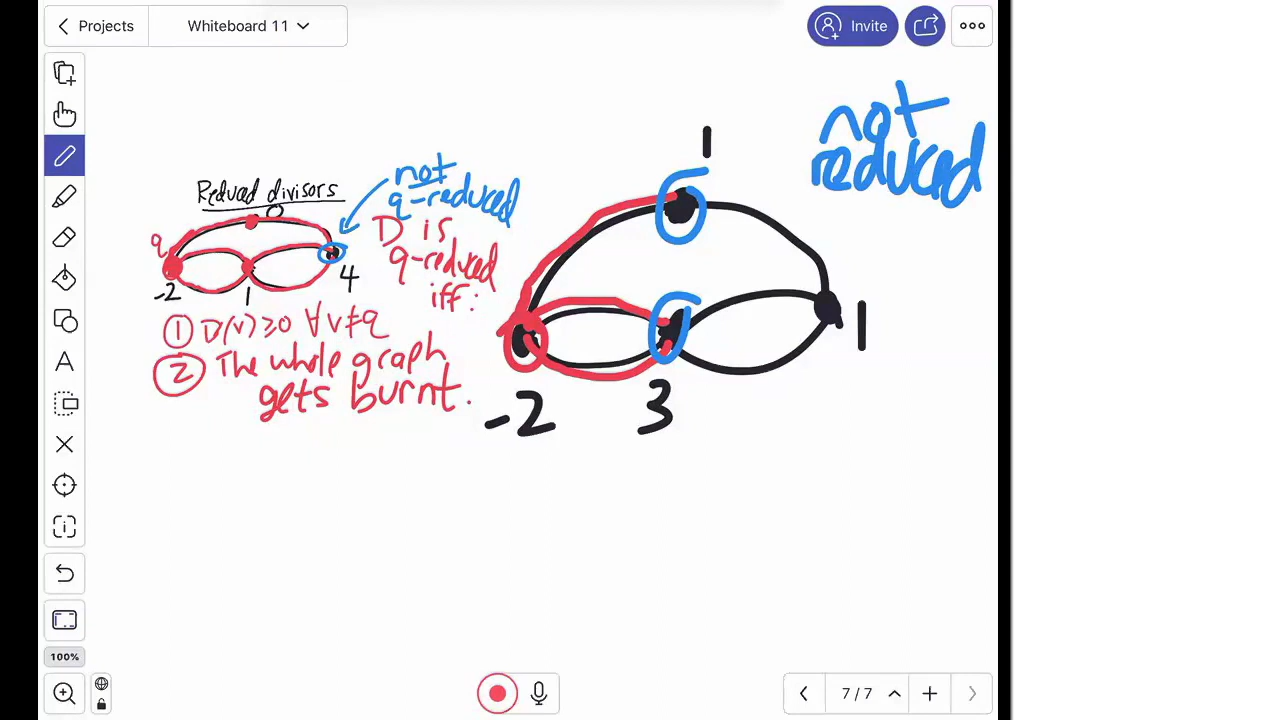 Projects
Whiteboard 11
Invite
Reduced divisors
0
q
-2
1
4
not
q-reduced
D is
q-reduced
iff:
① D(v) ≥ 0 ∀v≠q
② The whole graph
gets burnt.
not
reduced
1
1
-2
3
100%
7/7